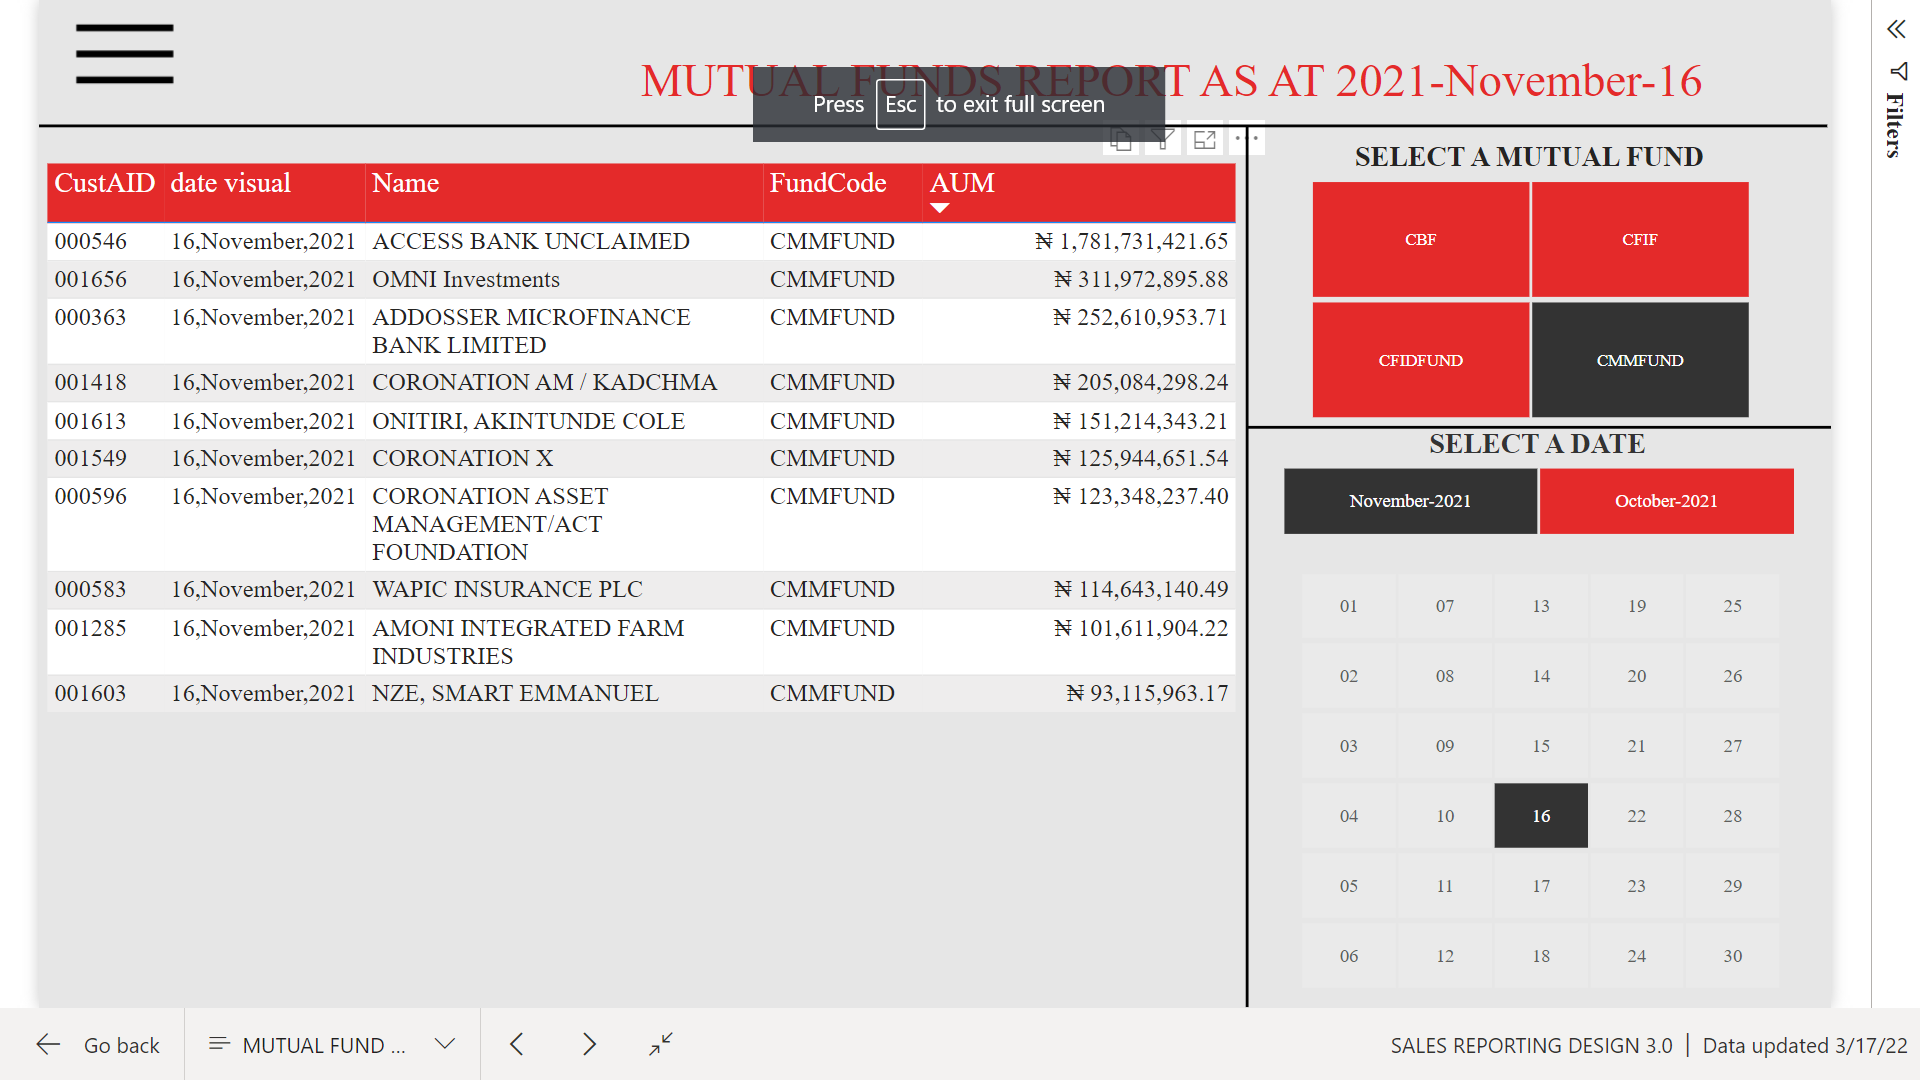 MUTUAL FUNDS REPORT AS AT 2021-November-16
Press Esc to exit full screen
Filters
CustAID date visual Name FundCode AUM
000546 16,November,2021 ACCESS BANK UNCLAIMED CMMFUND ₦ 1,781,731,421.65
001656 16,November,2021 OMNI Investments CMMFUND ₦ 311,972,895.88
000363 16,November,2021 ADDOSSER MICROFINANCE CMMFUND ₦ 252,610,953.71
BANK LIMITED
001418 16,November,2021 CORONATION AM / KADCHMA CMMFUND ₦ 205,084,298.24
001613 16,November,2021 ONITIRI, AKINTUNDE COLE CMMFUND ₦ 151,214,343.21
001549 16,November,2021 CORONATION X CMMFUND ₦ 125,944,651.54
000596 16,November,2021 CORONATION ASSET CMMFUND ₦ 123,348,237.40
MANAGEMENT/ACT
FOUNDATION
000583 16,November,2021 WAPIC INSURANCE PLC CMMFUND ₦ 114,643,140.49
001285 16,November,2021 AMONI INTEGRATED FARM CMMFUND ₦ 101,611,904.22
INDUSTRIES
001603 16,November,2021 NZE, SMART EMMANUEL CMMFUND ₦ 93,115,963.17
SELECT A MUTUAL FUND
CBF CFIF
CFIDFUND CMMFUND
SELECT A DATE
November-2021 October-2021
01 07 13 19 25
02 08 14 20 26
03 09 15 21 27
04 10 16 22 28
05 11 17 23 29
06 12 18 24 30
Go back MUTUAL FUND ... SALES REPORTING DESIGN 3.0 | Data updated 3/17/22